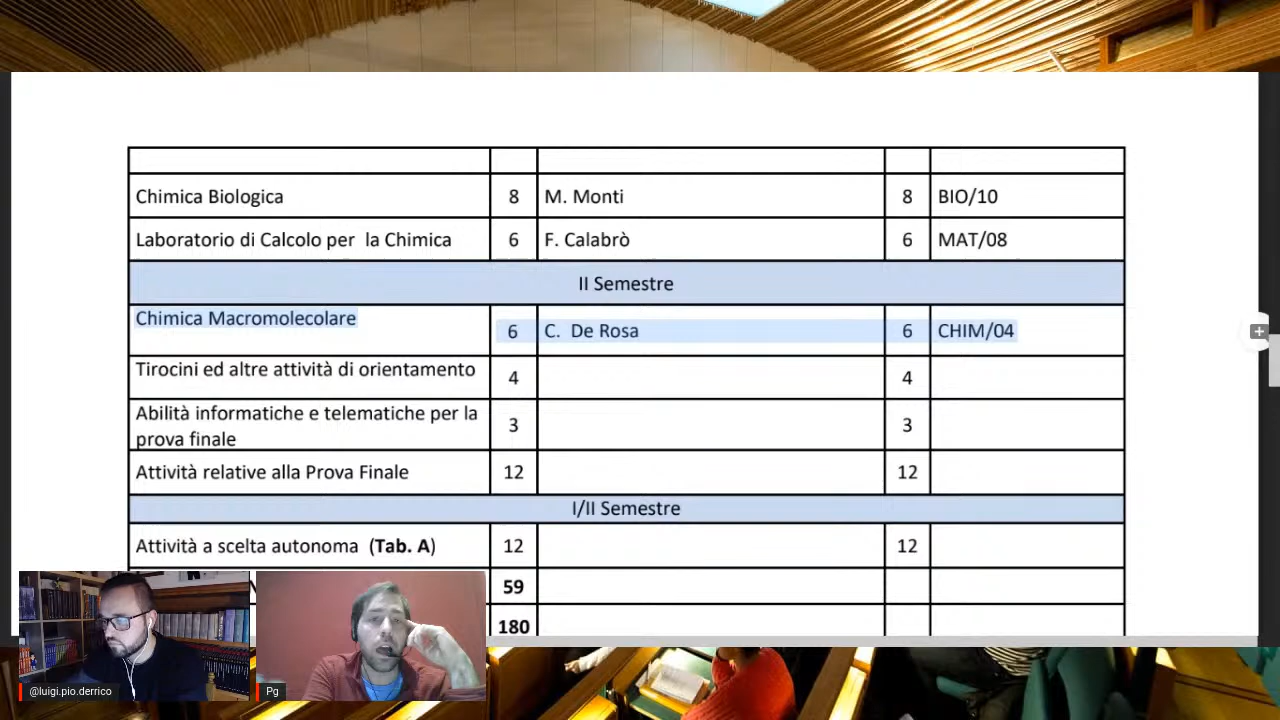 Chimica Biologica 8 M. Monti 8 BIO/10
Laboratorio di Calcolo per la Chimica 6 F. Calabrò 6 MAT/08
II Semestre
Chimica Macromolecolare 6 C. De Rosa 6 CHIM/04
Tirocini ed altre attività di orientamento 4 4
Abilità informatiche e telematiche per la
prova finale 3 3
Attività relative alla Prova Finale 12 12
I/II Semestre
Attività a scelta autonoma (Tab. A) 12 12
59
180
@luigi.pio.derrico
Pg